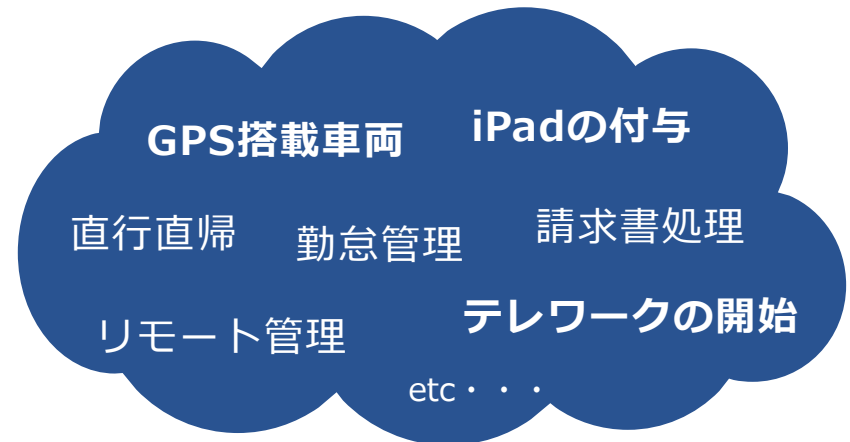 GPS搭載車両
iPadの付与
直行直帰
勤怠管理
請求書処理
リモート管理
テレワークの開始
etc・・・